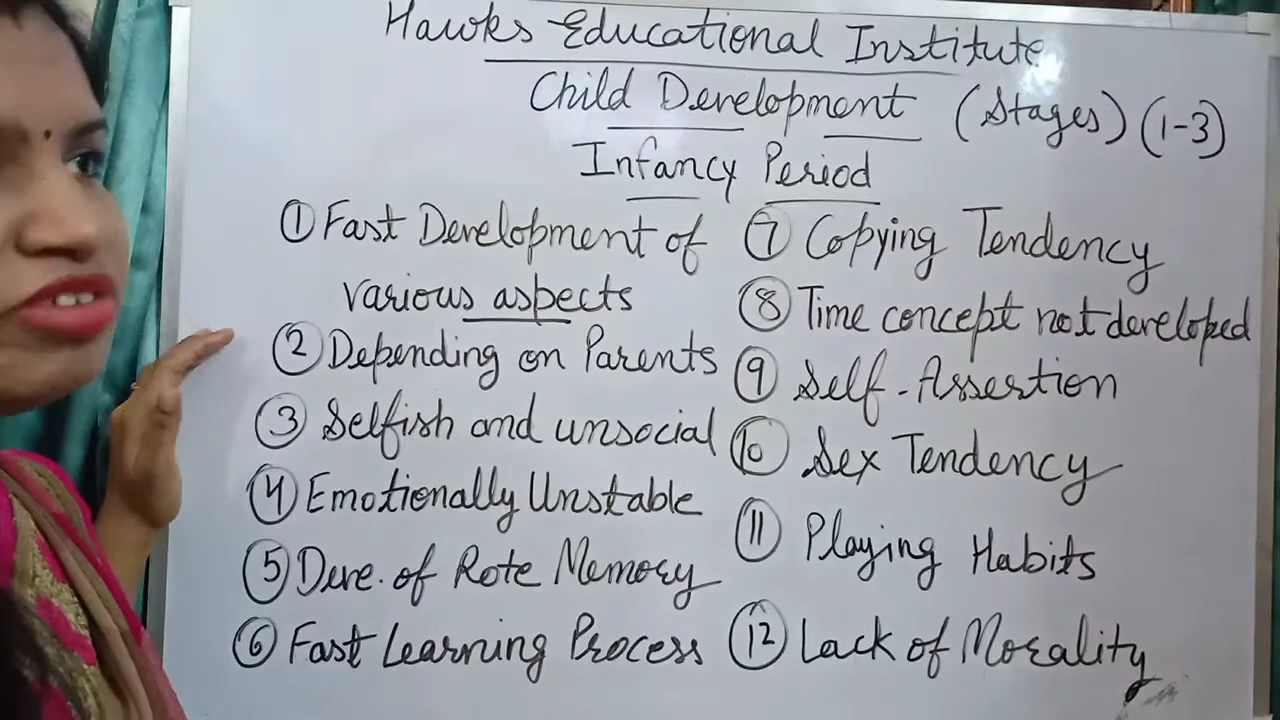 Hawks Educational Institute
Child Development (Stages) (1-3)
Infancy Period
① Fast Development of
various aspects
② Depending on Parents
③ Selfish and unsocial
④ Emotionally Unstable
⑤ Deve. of Rote Memory
⑥ Fast Learning Process
⑦ Copying Tendency
⑧ Time concept not developed
⑨ Self-Assertion
⑩ Sex Tendency
⑪ Playing Habits
⑫ Lack of Morality